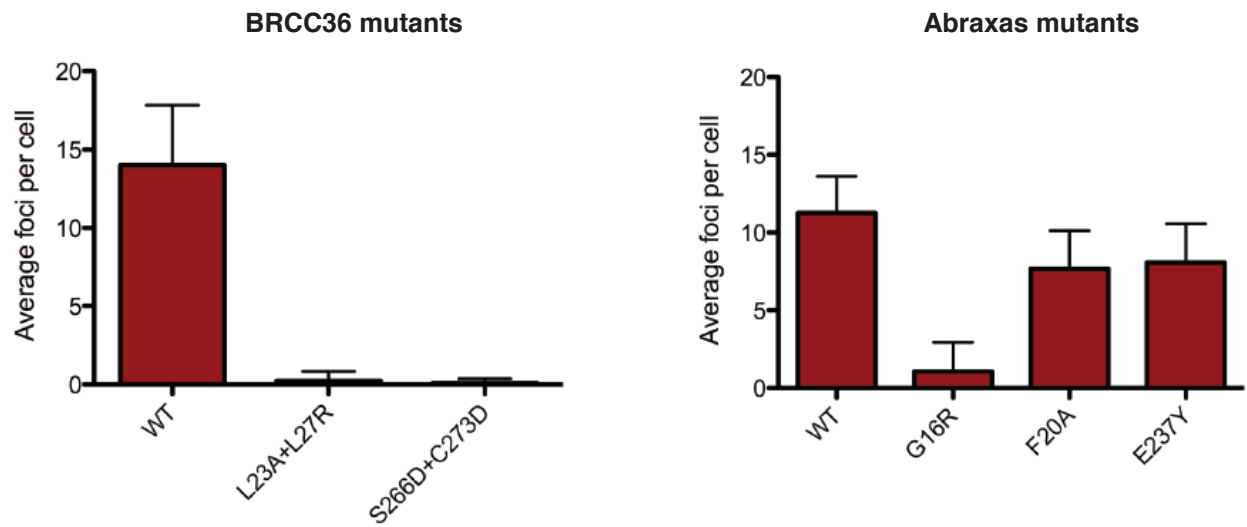 BRCC36 mutants
Average foci per cell
20
15
10
5
0
WT
L23A+L27R
S266D+C273D
Abraxas mutants
Average foci per cell
20
15
10
5
0
WT
G16R
F20A
E237Y